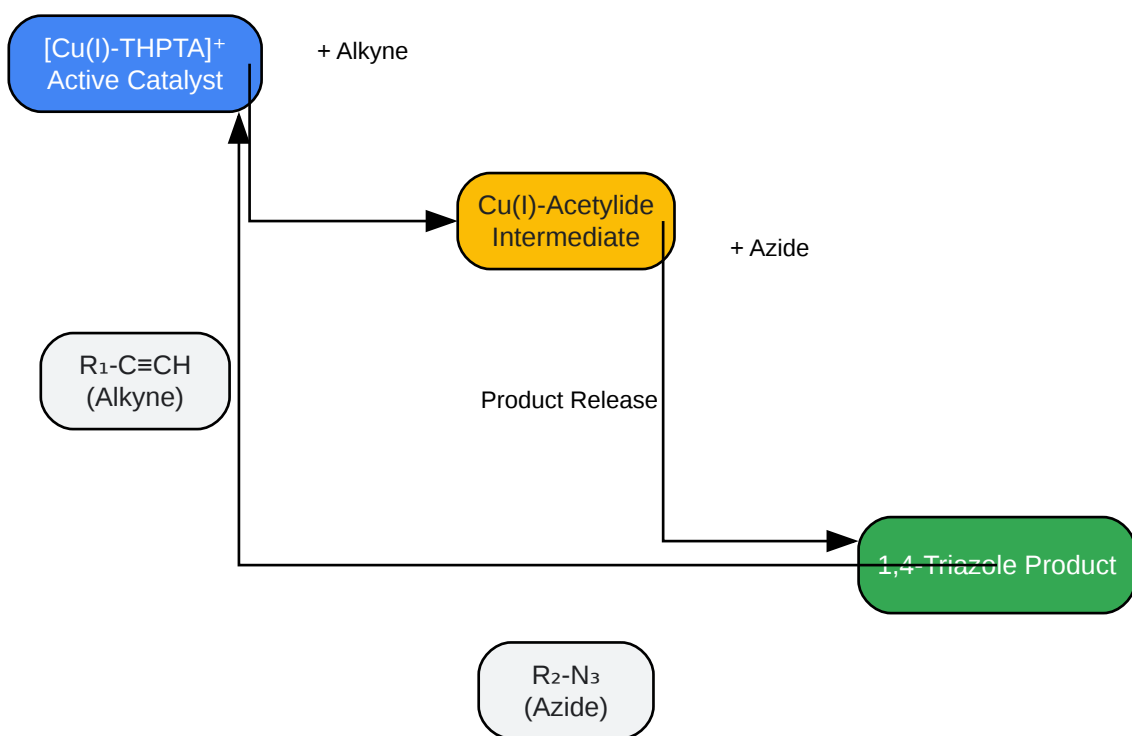 [Cu(I)-THPTA]⁺
Active Catalyst
+ Alkyne
Cu(I)-Acetylide
Intermediate
+ Azide
R₁-C≡CH
(Alkyne)
Product Release
1,4-Triazole Product
R₂-N₃
(Azide)